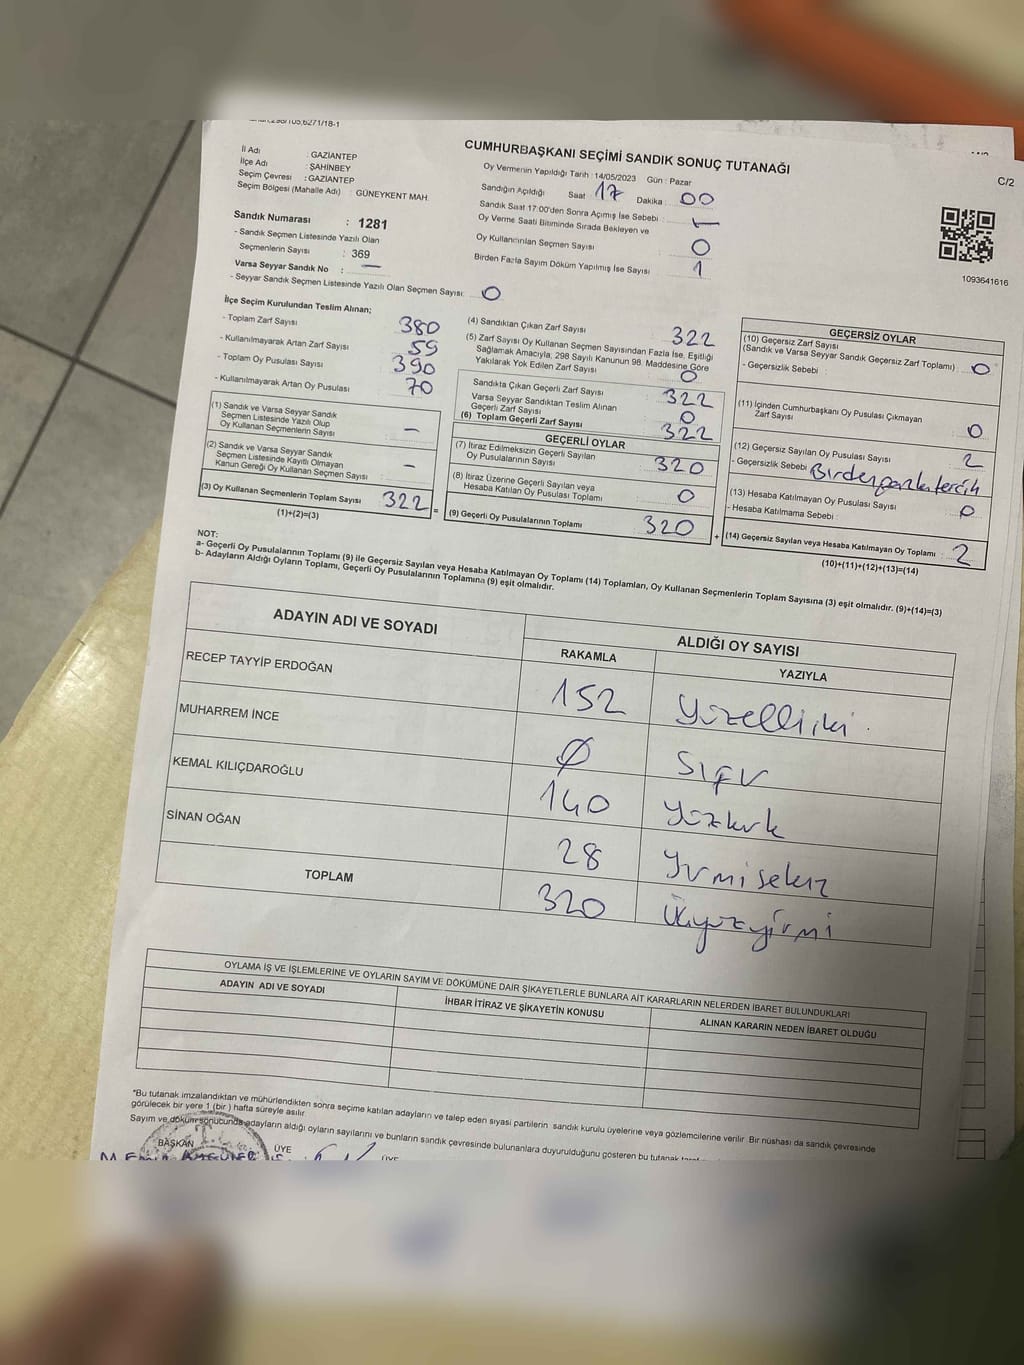 CUMHURBAŞKANI SEÇİMİ SANDIK SONUÇ TUTANAĞI
C/2
İl Adı : GAZİANTEP
İlçe Adı : ŞAHİNBEY
Seçim Çevresi : GAZİANTEP
Seçim Bölgesi (Mahalle Adı) : GÜNEYKENT MAH.
Sandık Numarası : 1281
- Sandık Seçmen Listesinde Yazılı Olan
Seçmenlerin Sayısı : 369
Varsa Seyyar Sandık No : —
- Seyyar Sandık Seçmen Listesinde Yazılı Olan Seçmen Sayısı: 0
Oy Vermenin Yapıldığı Tarih : 14/05/2023 Gün : Pazar
Sandığın Açıldığı Saat 17 Dakika : 00
Sandık Saat 17:00'den Sonra Açımış İse Sebebi : —
Oy Verme Saati Bitiminde Sırada Bekleyen ve
Oy Kullandırılan Seçmen Sayısı 0
Birden Fazla Sayım Döküm Yapılmış İse Sayısı 1
1093641616
İlçe Seçim Kurulundan Teslim Alınan;
- Toplam Zarf Sayısı 380
- Kullanılmayarak Artan Zarf Sayısı 59
- Toplam Oy Pusulası Sayısı 390
- Kullanılmayarak Artan Oy Pusulası 70
(1) Sandık ve Varsa Seyyar Sandık
Seçmen Listesinde Yazılı Olup
Oy Kullanan Seçmenlerin Sayısı : —
(2) Sandık ve Varsa Seyyar Sandık
Seçmen Listesinde Kayıtlı Olmayan
Kanun Gereği Oy Kullanan Seçmen Sayısı : —
(3) Oy Kullanan Seçmenlerin Toplam Sayısı 322 =
(1)+(2)=(3)
(4) Sandıktan Çıkan Zarf Sayısı 322
(5) Zarf Sayısı Oy Kullanan Seçmen Sayısından Fazla İse, Eşitliği
Sağlamak Amacıyla, 298 Sayılı Kanunun 98. Maddesine Göre
Yakılarak Yok Edilen Zarf Sayısı 0
Sandıkta Çıkan Geçerli Zarf Sayısı 322
Varsa Seyyar Sandıktan Teslim Alınan
Geçerli Zarf Sayısı 0
(6) Toplam Geçerli Zarf Sayısı 322
GEÇERLİ OYLAR
(7) İtiraz Edilmeksizin Geçerli Sayılan
Oy Pusulalarının Sayısı 320
(8) İtiraz Üzerine Geçerli Sayılan veya
Hesaba Katılan Oy Pusulası Toplamı 0
(9) Geçerli Oy Pusulalarının Toplamı 320 +
GEÇERSİZ OYLAR
(10) Geçersiz Zarf Sayısı
(Sandık ve Varsa Seyyar Sandık Geçersiz Zarf Toplamı) : 0
- Geçersizlik Sebebi :
(11) İçinden Cumhurbaşkanı Oy Pusulası Çıkmayan
Zarf Sayısı 0
(12) Geçersiz Sayılan Oy Pusulası Sayısı 2
- Geçersizlik Sebebi Birden fazla tercih
(13) Hesaba Katılmayan Oy Pusulası Sayısı 0
- Hesaba Katılmama Sebebi :
(14) Geçersiz Sayılan veya Hesaba Katılmayan Oy Toplamı : 2
(10)+(11)+(12)+(13)=(14)
NOT:
a- Geçerli Oy Pusulalarının Toplamı (9) ile Geçersiz Sayılan veya Hesaba Katılmayan Oy Toplamı (14) Toplamları, Oy Kullanan Seçmenlerin Toplam Sayısına (3) eşit olmalıdır. (9)+(14)=(3)
b- Adayların Aldığı Oyların Toplamı, Geçerli Oy Pusulalarının Toplamına (9) eşit olmalıdır.
ADAYIN ADI VE SOYADI ALDIĞI OY SAYISI
RAKAMLA YAZIYLA
RECEP TAYYİP ERDOĞAN 152 Yüzelliiki
MUHARREM İNCE 0 Sıfır
KEMAL KILIÇDAROĞLU 140 Yüzkırk
SİNAN OĞAN 28 Yirmisekiz
TOPLAM 320 Üçyüzyirmi
OYLAMA İŞ VE İŞLEMLERİNE VE OYLARIN SAYIM VE DÖKÜMÜNE DAİR ŞİKAYETLERLE BUNLARA AİT KARARLARIN NELERDEN İBARET BULUNDUKLARI
ADAYIN ADI VE SOYADI İHBAR İTİRAZ VE ŞİKAYETİN KONUSU ALINAN KARARIN NEDEN İBARET OLDUĞU
*Bu tutanak imzalandıktan ve mühürlendikten sonra seçime katılan adayların ve talep eden siyasi partilerin sandık kurulu üyelerine veya gözlemcilerine verilir. Bir nüshası da sandık çevresinde
görülecek bir yere 1 (bir ) hafta süreyle asılır.
Sayım ve döküm sonucunda adayların aldığı oyların sayılarını ve bunların sandık çevresinde bulunanlara duyurulduğunu gösteren bu tutanak
BAŞKAN ÜYE ÜYE